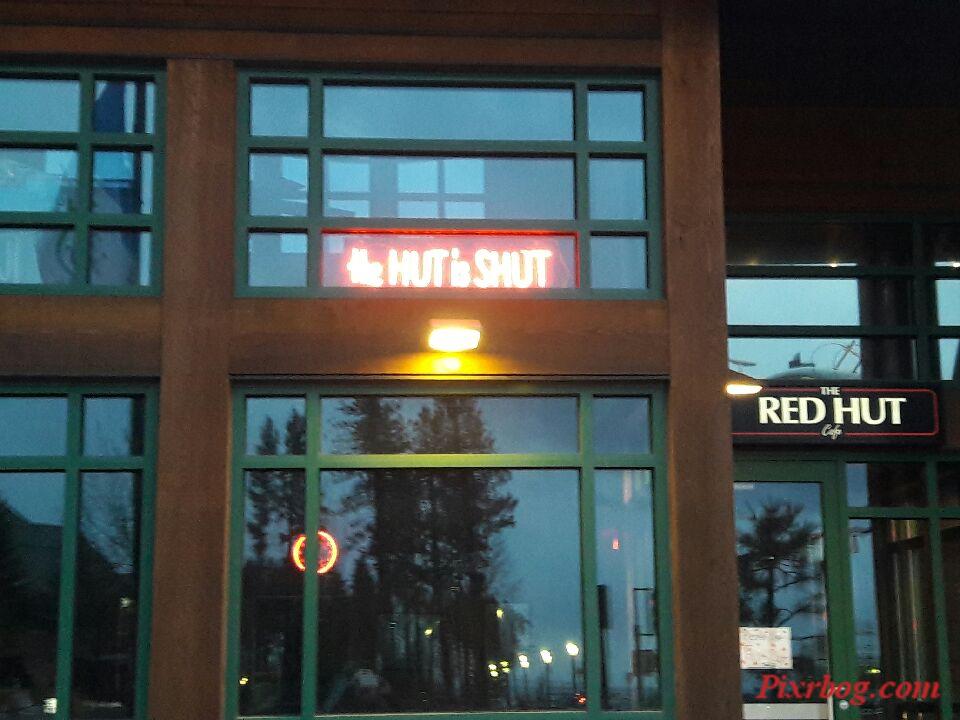 the HUT is SHUT
THE
RED HUT
Cafe
Pixrbog.com